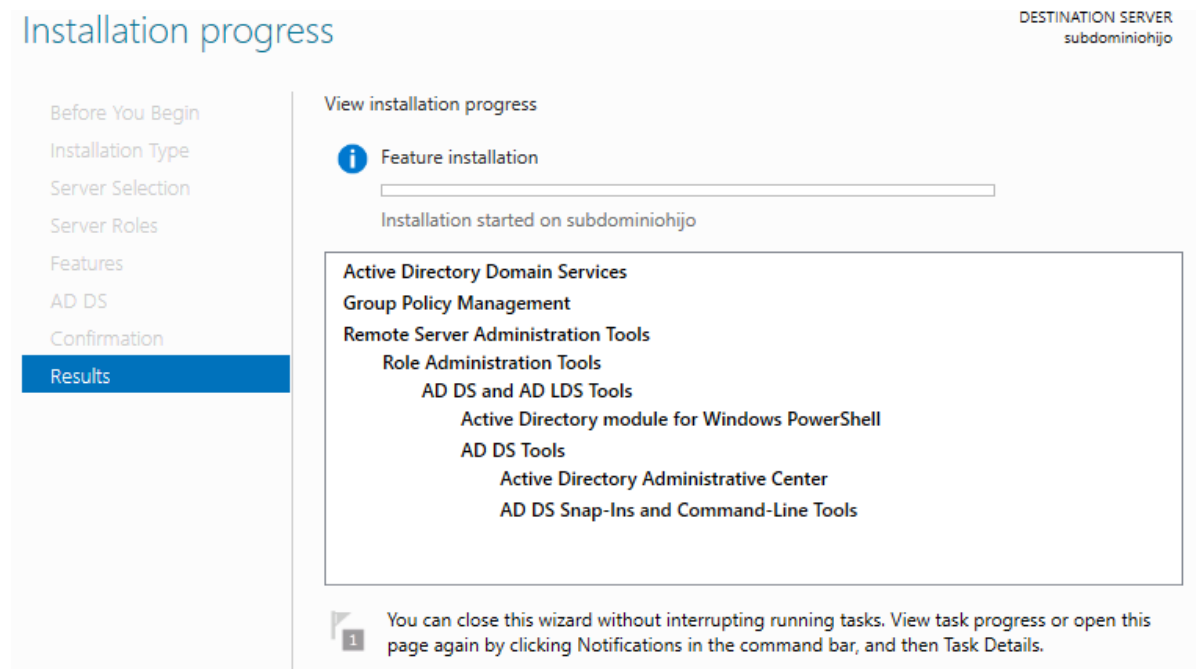 Installation progress
DESTINATION SERVER
subdominiohijo
Before You Begin
Installation Type
Server Selection
Server Roles
Features
AD DS
Confirmation
Results
View installation progress
Feature installation
Installation started on subdominiohijo
Active Directory Domain Services
Group Policy Management
Remote Server Administration Tools
Role Administration Tools
AD DS and AD LDS Tools
Active Directory module for Windows PowerShell
AD DS Tools
Active Directory Administrative Center
AD DS Snap-Ins and Command-Line Tools
1
You can close this wizard without interrupting running tasks. View task progress or open this
page again by clicking Notifications in the command bar, and then Task Details.